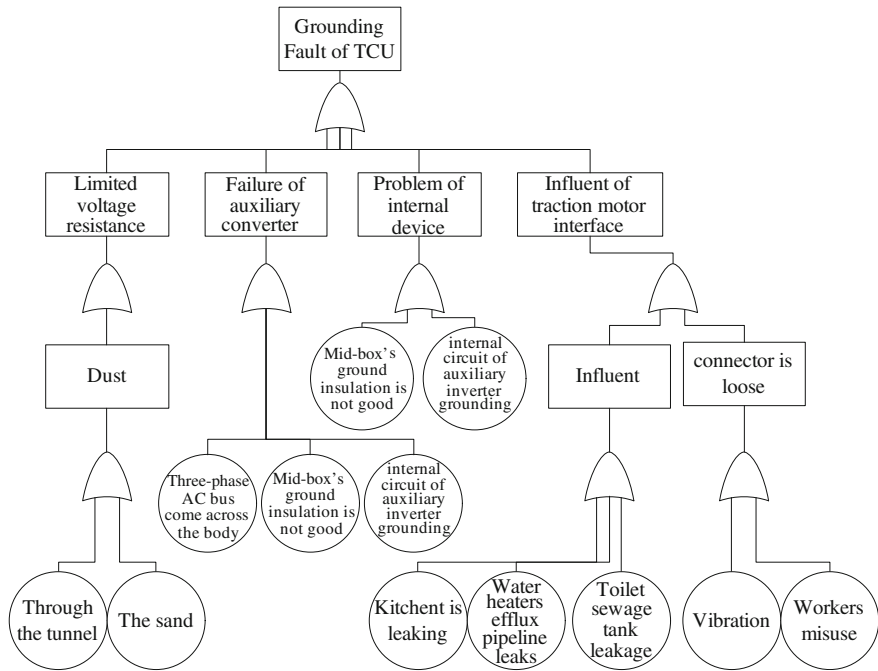 Grounding
Fault of TCU
Limited
voltage
resistance
Failure of
auxiliary
converter
Problem of
internal
device
Influent of
traction motor
interface
Dust
Mid-box's
ground
insulation is
not good
internal
circuit of
auxiliary
inverter
grounding
Influent
connector is
loose
Three-phase
AC bus
come across
the body
Mid-box's
ground
insulation is
not good
internal
circuit of
auxiliary
inverter
grounding
Through
the tunnel
The sand
Kitchent is
leaking
Water
heaters
efflux
pipeline
leaks
Toilet
sewage
tank
leakage
Vibration
Workers
misuse